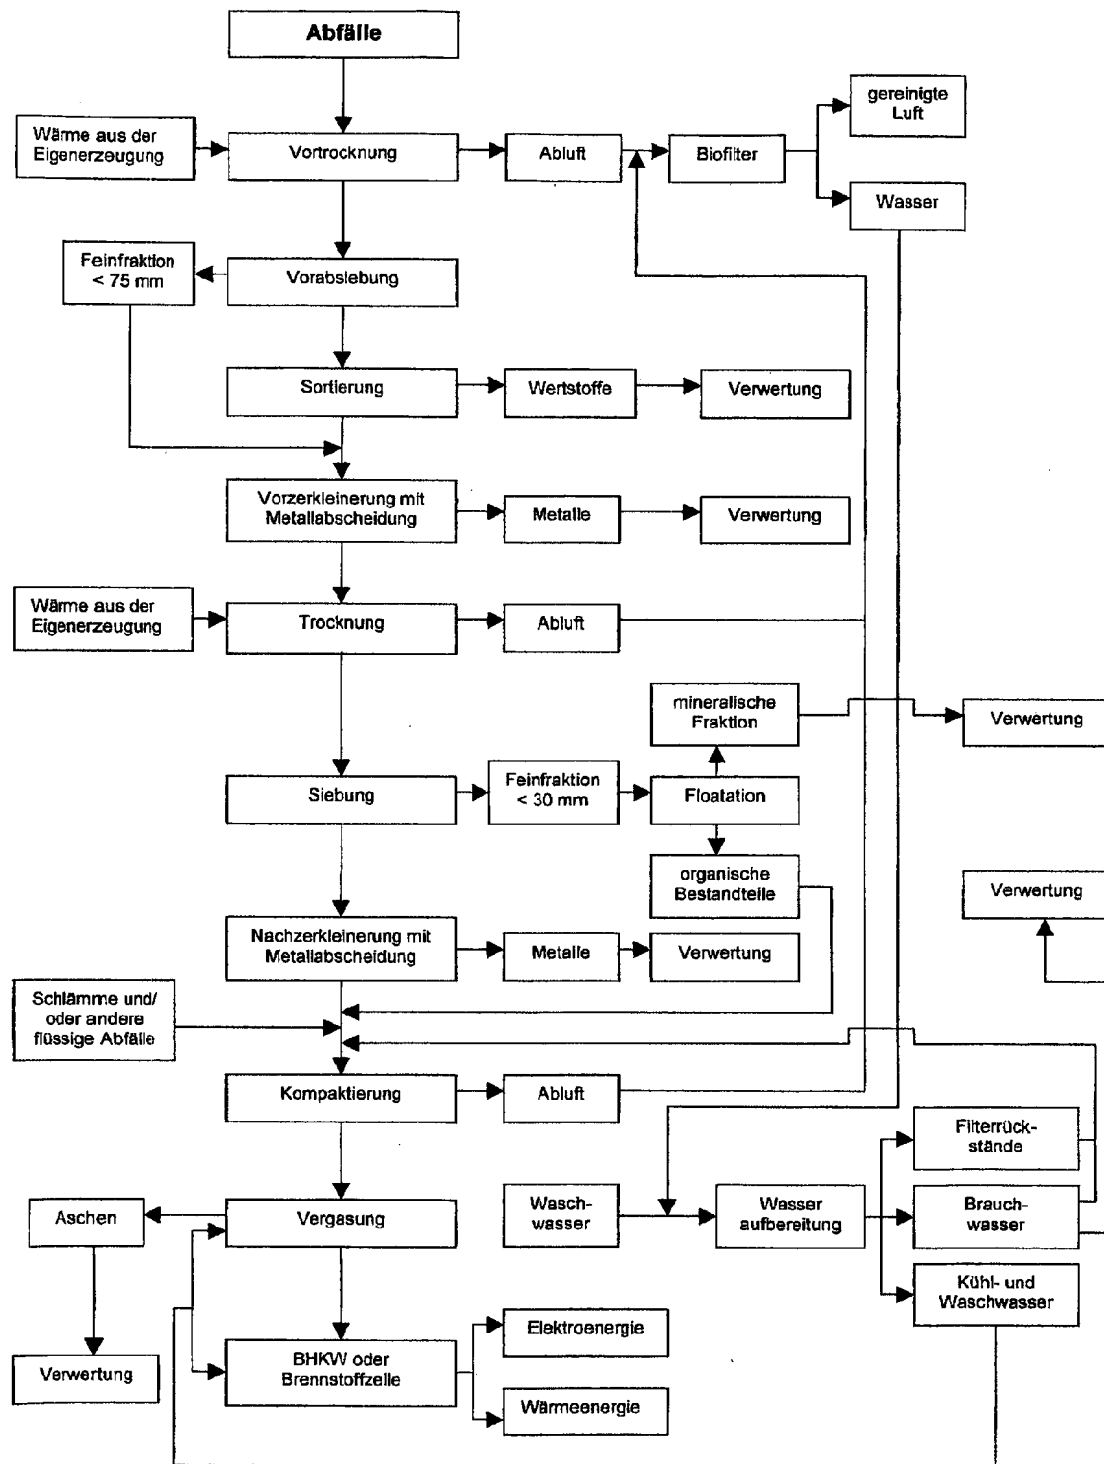 Abfälle
gereinigte
Luft
Wärme aus der
Eigenerzeugung
Vortrocknung
Abluft
Biofilter
Wasser
Feinfraktion
< 75 mm
Vorabsiebung
Sortierung
Wertstoffe
Verwertung
Vorzerkleinerung mit
Metallabscheidung
Metalle
Verwertung
Wärme aus der
Eigenerzeugung
Trocknung
Abluft
mineralische
Fraktion
Verwertung
Siebung
Feinfraktion
< 30 mm
Floatation
organische
Bestandteile
Verwertung
Nachzerkleinerung mit
Metallabscheidung
Metalle
Verwertung
Schlämme und/
oder andere
flüssige Abfälle
Kompaktierung
Abluft
Filterrück-
stände
Aschen
Vergasung
Wasch-
wasser
Wasser
aufbereitung
Brauch-
wasser
Kühl- und
Waschwasser
Verwertung
BHKW oder
Brennstoffzelle
Elektroenergie
Wärmeenergie